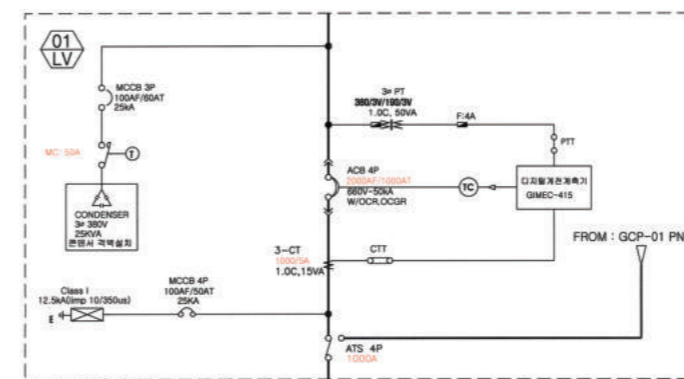 01
LV
MCCB 3P
100AF/60AT
25kA
MC: 50A
T
CONDENSER
3ø 380V
25KVA
콘덴서 격벽설치
Class I
12.5kA(Iimp 10/350us)
E
MCCB 4P
100AF/50AT
25KA
3ø PT
380/3V/190/3V
1.0C, 50VA
F:4A
PTT
ACB 4P
2000AF/1000AT
660V-50kA
W/OCR,OCGR
TC
디지털계전계측기
GIMEC-415
3-CT
1000/5A
1.0C,15VA
CTT
FROM : GCP-01 PN
ATS 4P
1000A